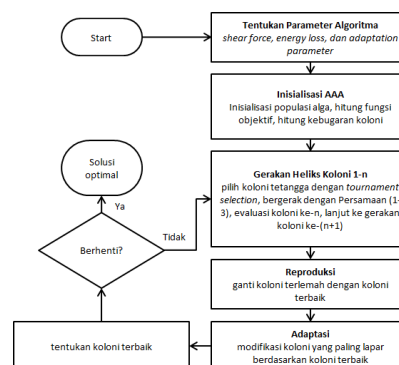 Start
Tentukan Parameter Algoritma
shear force, energy loss, dan adaptation
parameter
Inisialisasi AAA
Inisialisasi populasi alga, hitung fungsi
objektif, hitung kebugaran koloni
Gerakan Heliks Koloni 1-n
pilih koloni tetangga dengan tournament
selection, bergerak dengan Persamaan (1-
3), evaluasi koloni ke-n, lanjut ke gerakan
koloni ke-(n+1)
Reproduksi
ganti koloni terlemah dengan koloni
terbaik
Adaptasi
modifikasi koloni yang paling lapar
berdasarkan koloni terbaik
tentukan koloni terbaik
Berhenti?
Tidak
Ya
Solusi
optimal